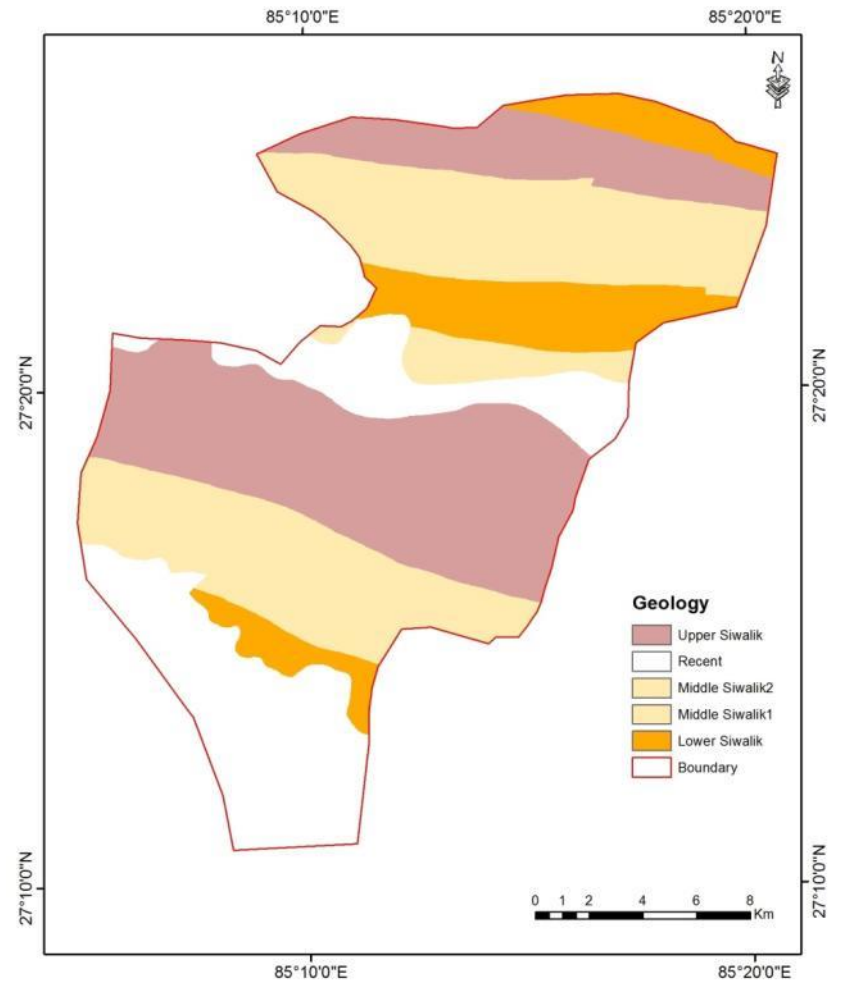 85°10'0"E 85°20'0"E
N
27°20'0"N 27°20'0"N
Geology
Upper Siwalik
Recent
Middle Siwalik2
Middle Siwalik1
Lower Siwalik
Boundary
27°10'0"N 27°10'0"N
0 1 2 4 6 8
Km
85°10'0"E 85°20'0"E